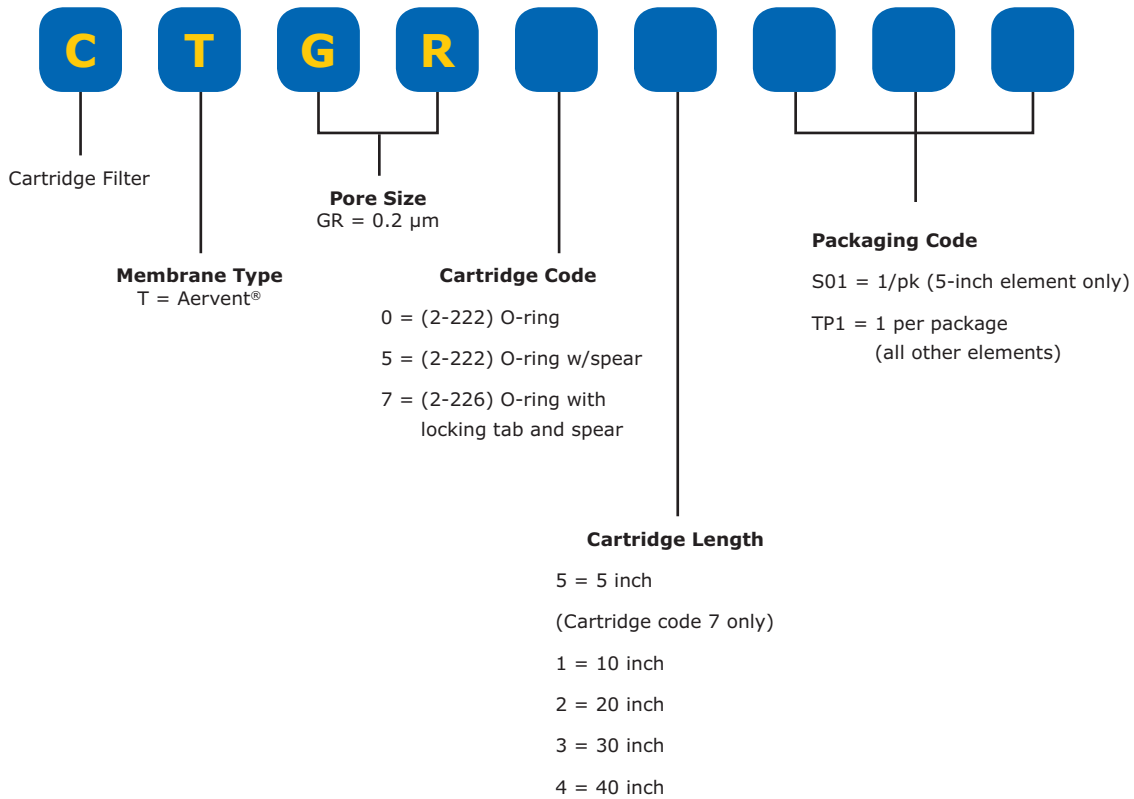 C T G R
Cartridge Filter
Pore Size
GR = 0.2 µm
Membrane Type
T = Aervent®
Cartridge Code
0 = (2-222) O-ring
5 = (2-222) O-ring w/spear
7 = (2-226) O-ring with
locking tab and spear
Packaging Code
S01 = 1/pk (5-inch element only)
TP1 = 1 per package
(all other elements)
Cartridge Length
5 = 5 inch
(Cartridge code 7 only)
1 = 10 inch
2 = 20 inch
3 = 30 inch
4 = 40 inch